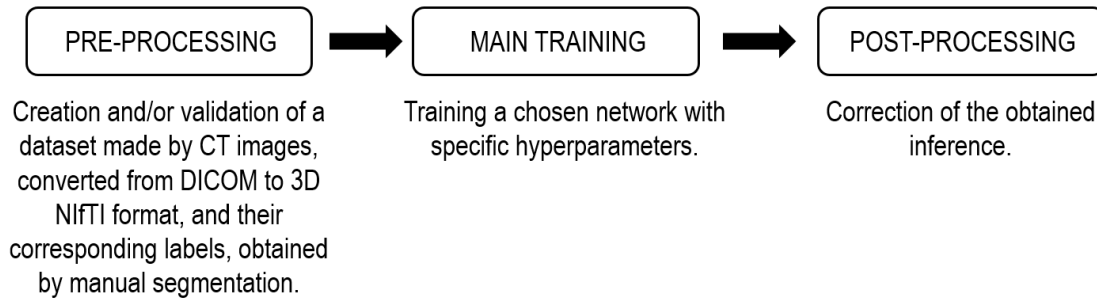 PRE-PROCESSING
Creation and/or validation of a
dataset made by CT images,
converted from DICOM to 3D
NIfTI format, and their
corresponding labels, obtained
by manual segmentation.
MAIN TRAINING
Training a chosen network with
specific hyperparameters.
POST-PROCESSING
Correction of the obtained
inference.